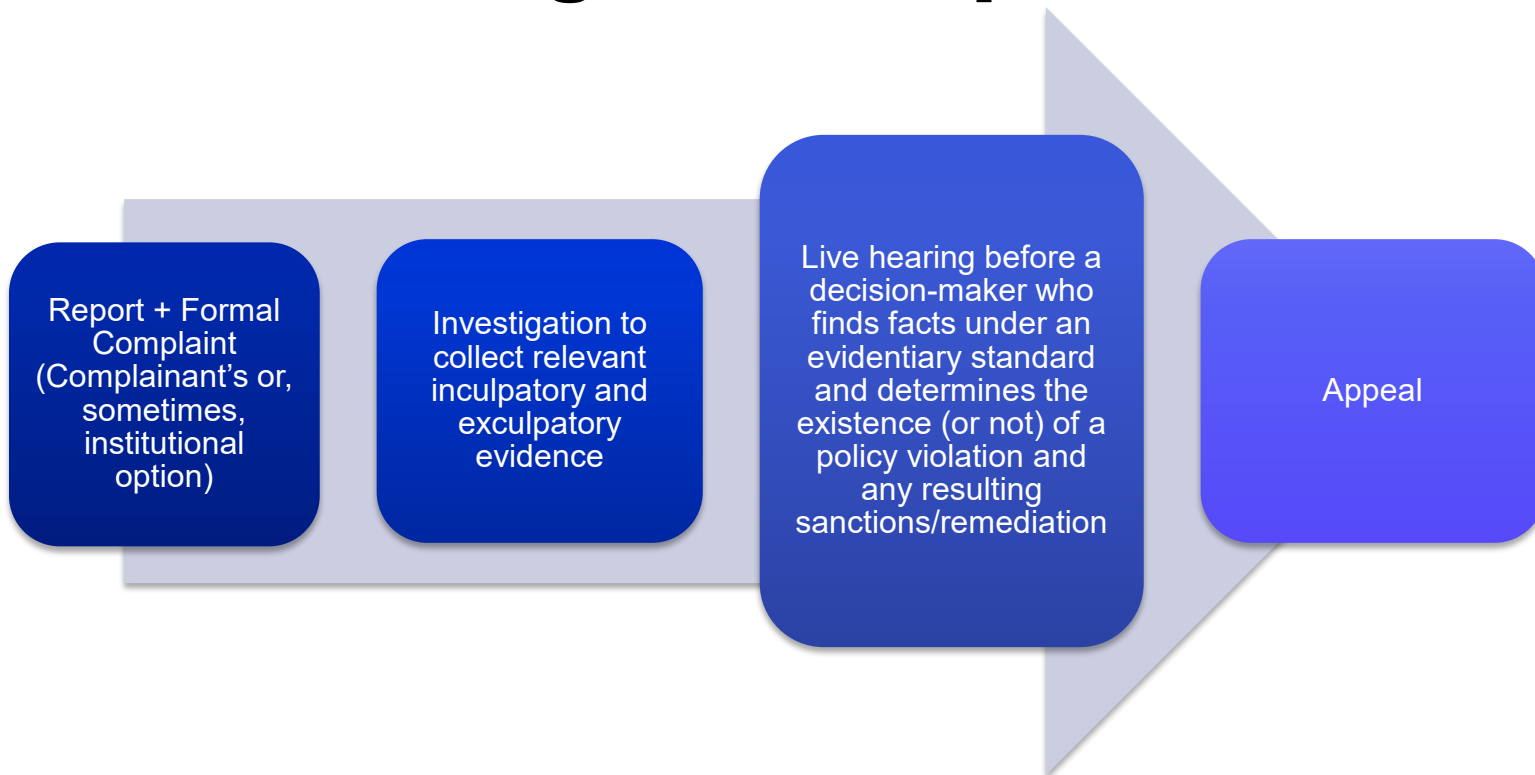 Report + Formal
Complaint
(Complainant’s or,
sometimes,
institutional
option)
Investigation to
collect relevant
inculpatory and
exculpatory
evidence
Live hearing before a
decision-maker who
finds facts under an
evidentiary standard
and determines the
existence (or not) of a
policy violation and
any resulting
sanctions/remediation
Appeal